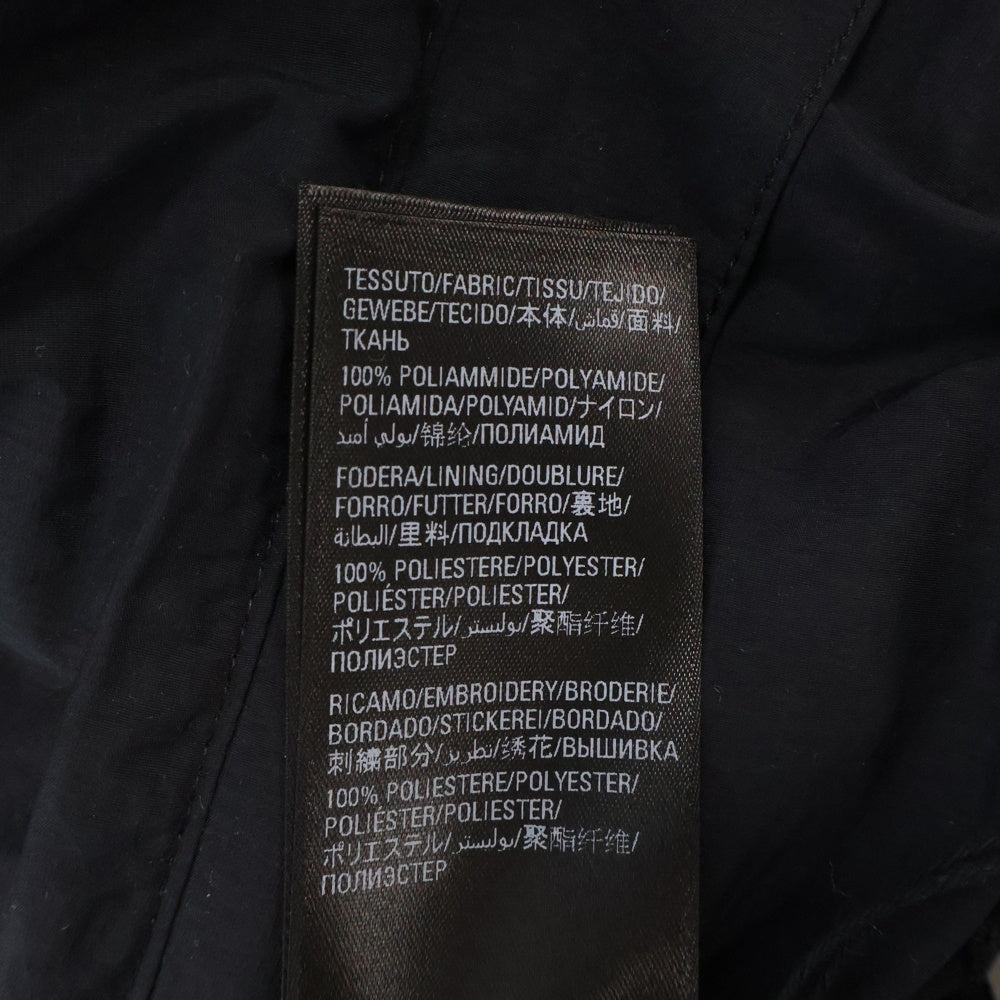 TESSUTO/FABRIC/TISSU/TEJIDO/
GEWEBE/TECIDO/本体/قماش/面料/
ТКАНЬ
100% POLIAMMIDE/POLYAMIDE/
POLIAMIDA/POLYAMID/ナイロン/
بولي أميد/锦纶/ПОЛИАМИД
FODERA/LINING/DOUBLURE/
FORRO/FUTTER/FORRO/裏地/
البطانة/里料/ПОДКЛАДКА
100% POLIESTERE/POLYESTER/
POLIÉSTER/POLIESTER/
ポリエステル/بوليستر/聚酯纤维/
ПОЛИЭСТЕР
RICAMO/EMBROIDERY/BRODERIE/
BORDADO/STICKEREI/BORDADO/
刺繍部分/تطريز/绣花/ВЫШИВКА
100% POLIESTERE/POLYESTER/
POLIÉSTER/POLIESTER/
ポリエステル/بوليستر/聚酯纤维/
ПОЛИЭСТЕР